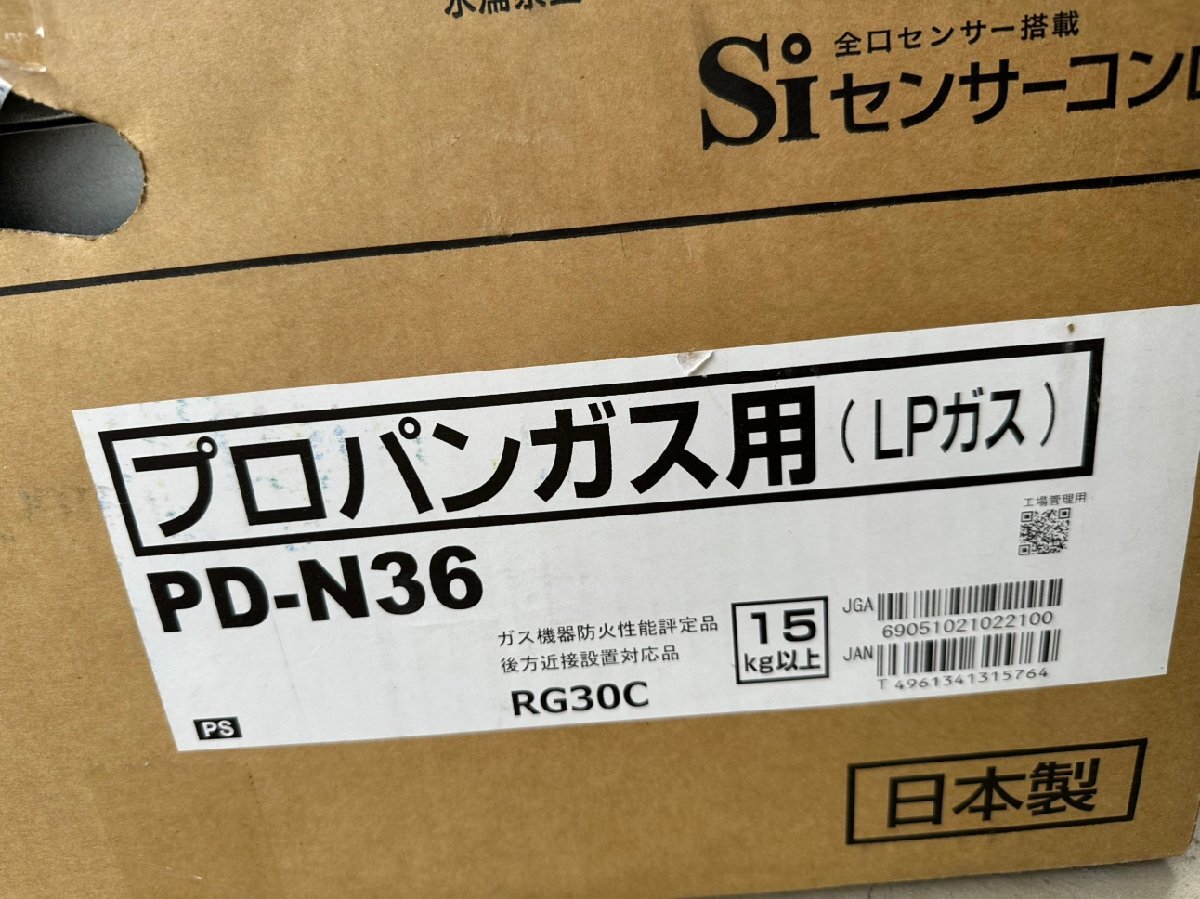 全口センサー搭載
Siセンサーコン
プロパンガス用(LPガス)
工場管理用
PD-N36
ガス機器防火性能評定品
後方近接設置対応品
RG30C
15
kg以上
JGA
69051021022100
JAN
T 4961341315764
PS
日本製